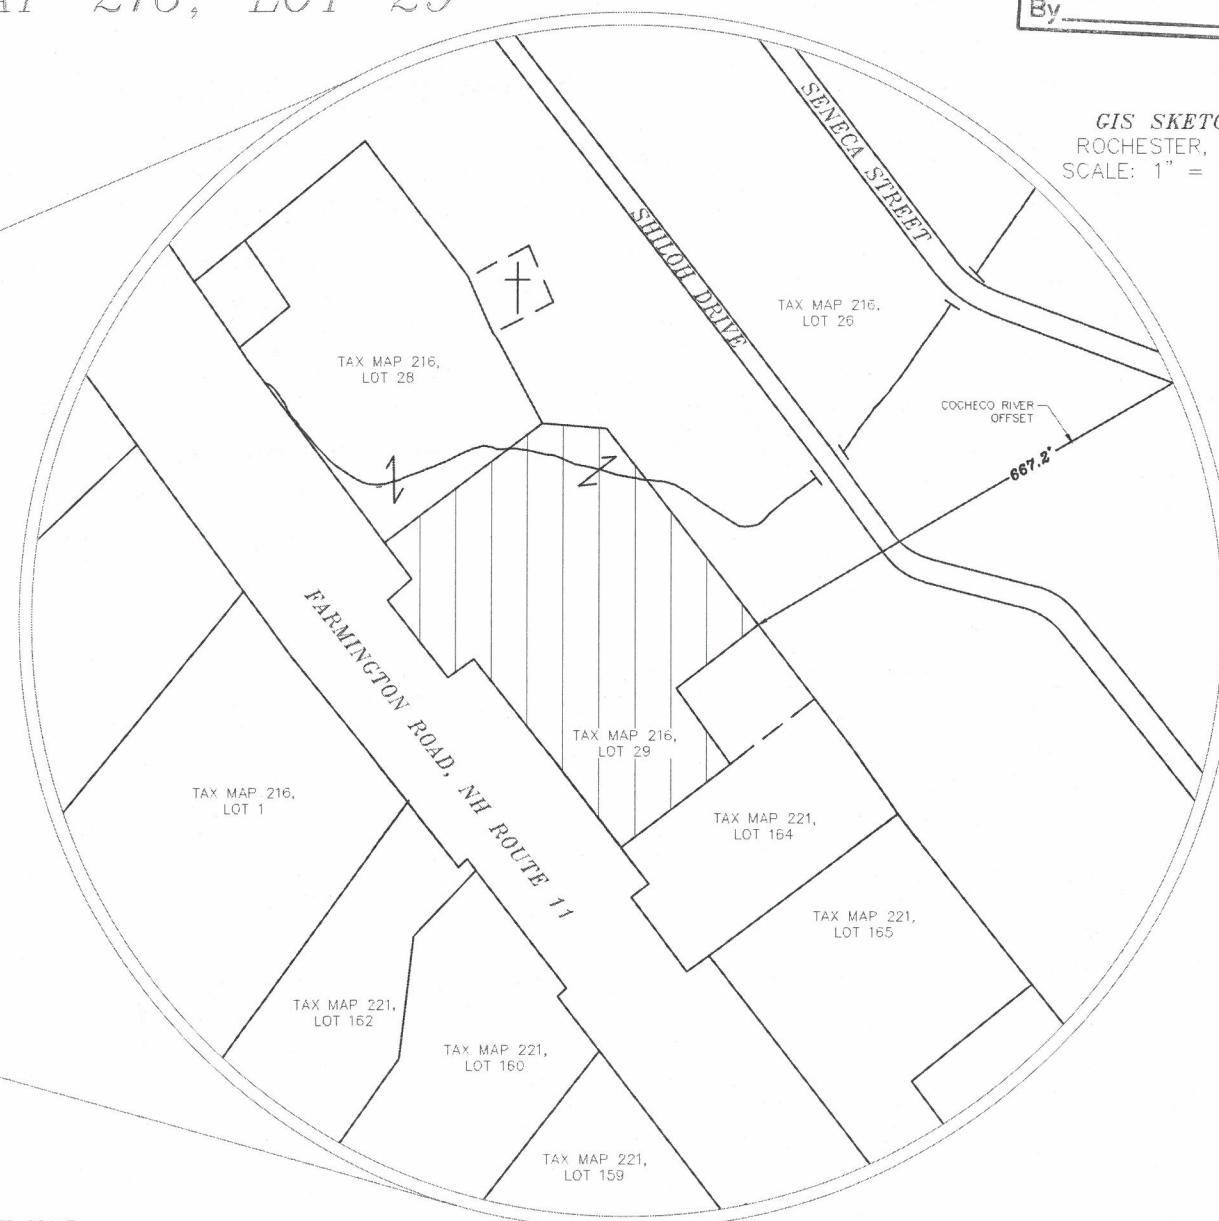 216, LOT 29
By
GIS
ROCHESTER,
SCALE: 1" =
SENECA STREET
SHILOH DRIVE
TAX MAP 216,
LOT 26
TAX MAP 216,
LOT 28
COCHECO RIVER
OFFSET
667.2'
FARMINGTON ROAD, NH ROUTE 11
TAX MAP 216,
LOT 29
TAX MAP 216,
LOT 1
TAX MAP 221,
LOT 164
TAX MAP 221,
LOT 165
TAX MAP 221,
LOT 162
TAX MAP 221,
LOT 160
TAX MAP 221,
LOT 159